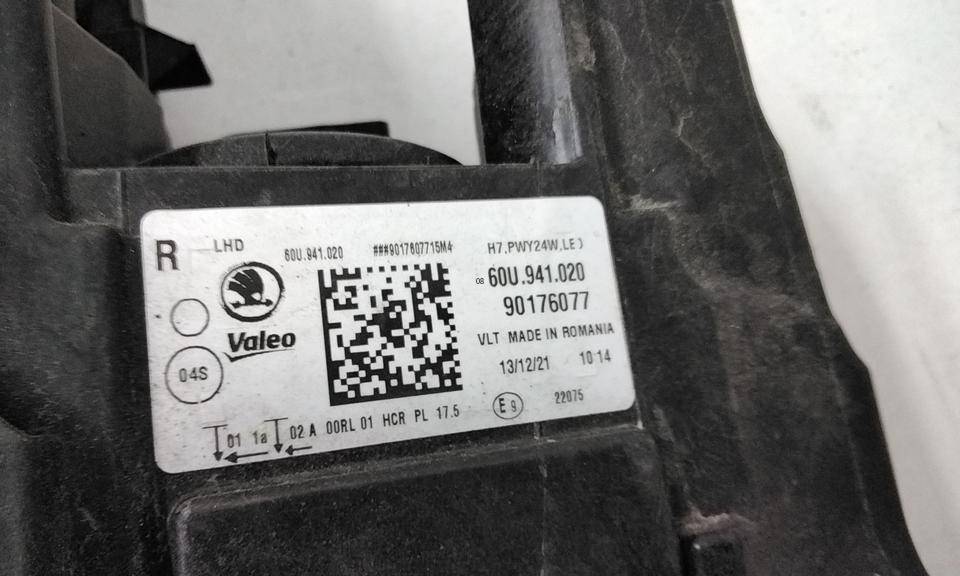 R LHD 60U.941.020 ###9017607715M4 H7,PWY24W,LE)
08 60U.941.020
90176077
Valeo
VLT MADE IN ROMANIA
04S
13/12/21 10:14
E9 22075
01 1a 02 A 00RL 01 HCR PL 17.5